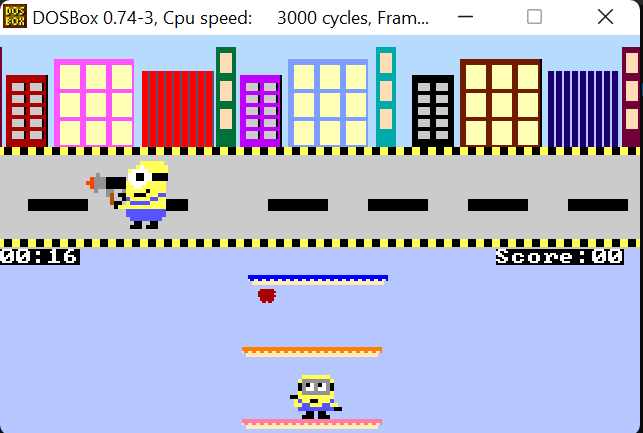 DOS
BOX
DOSBox 0.74-3, Cpu speed: 3000 cycles, Fram...
00:16
Score:00